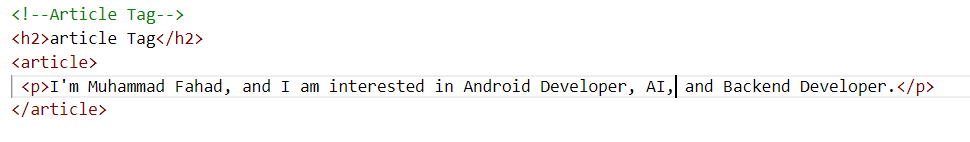 <!--Article Tag-->
<h2>article Tag</h2>
<article>
<p>I'm Muhammad Fahad, and I am interested in Android Developer, AI, and Backend Developer.</p>
</article>